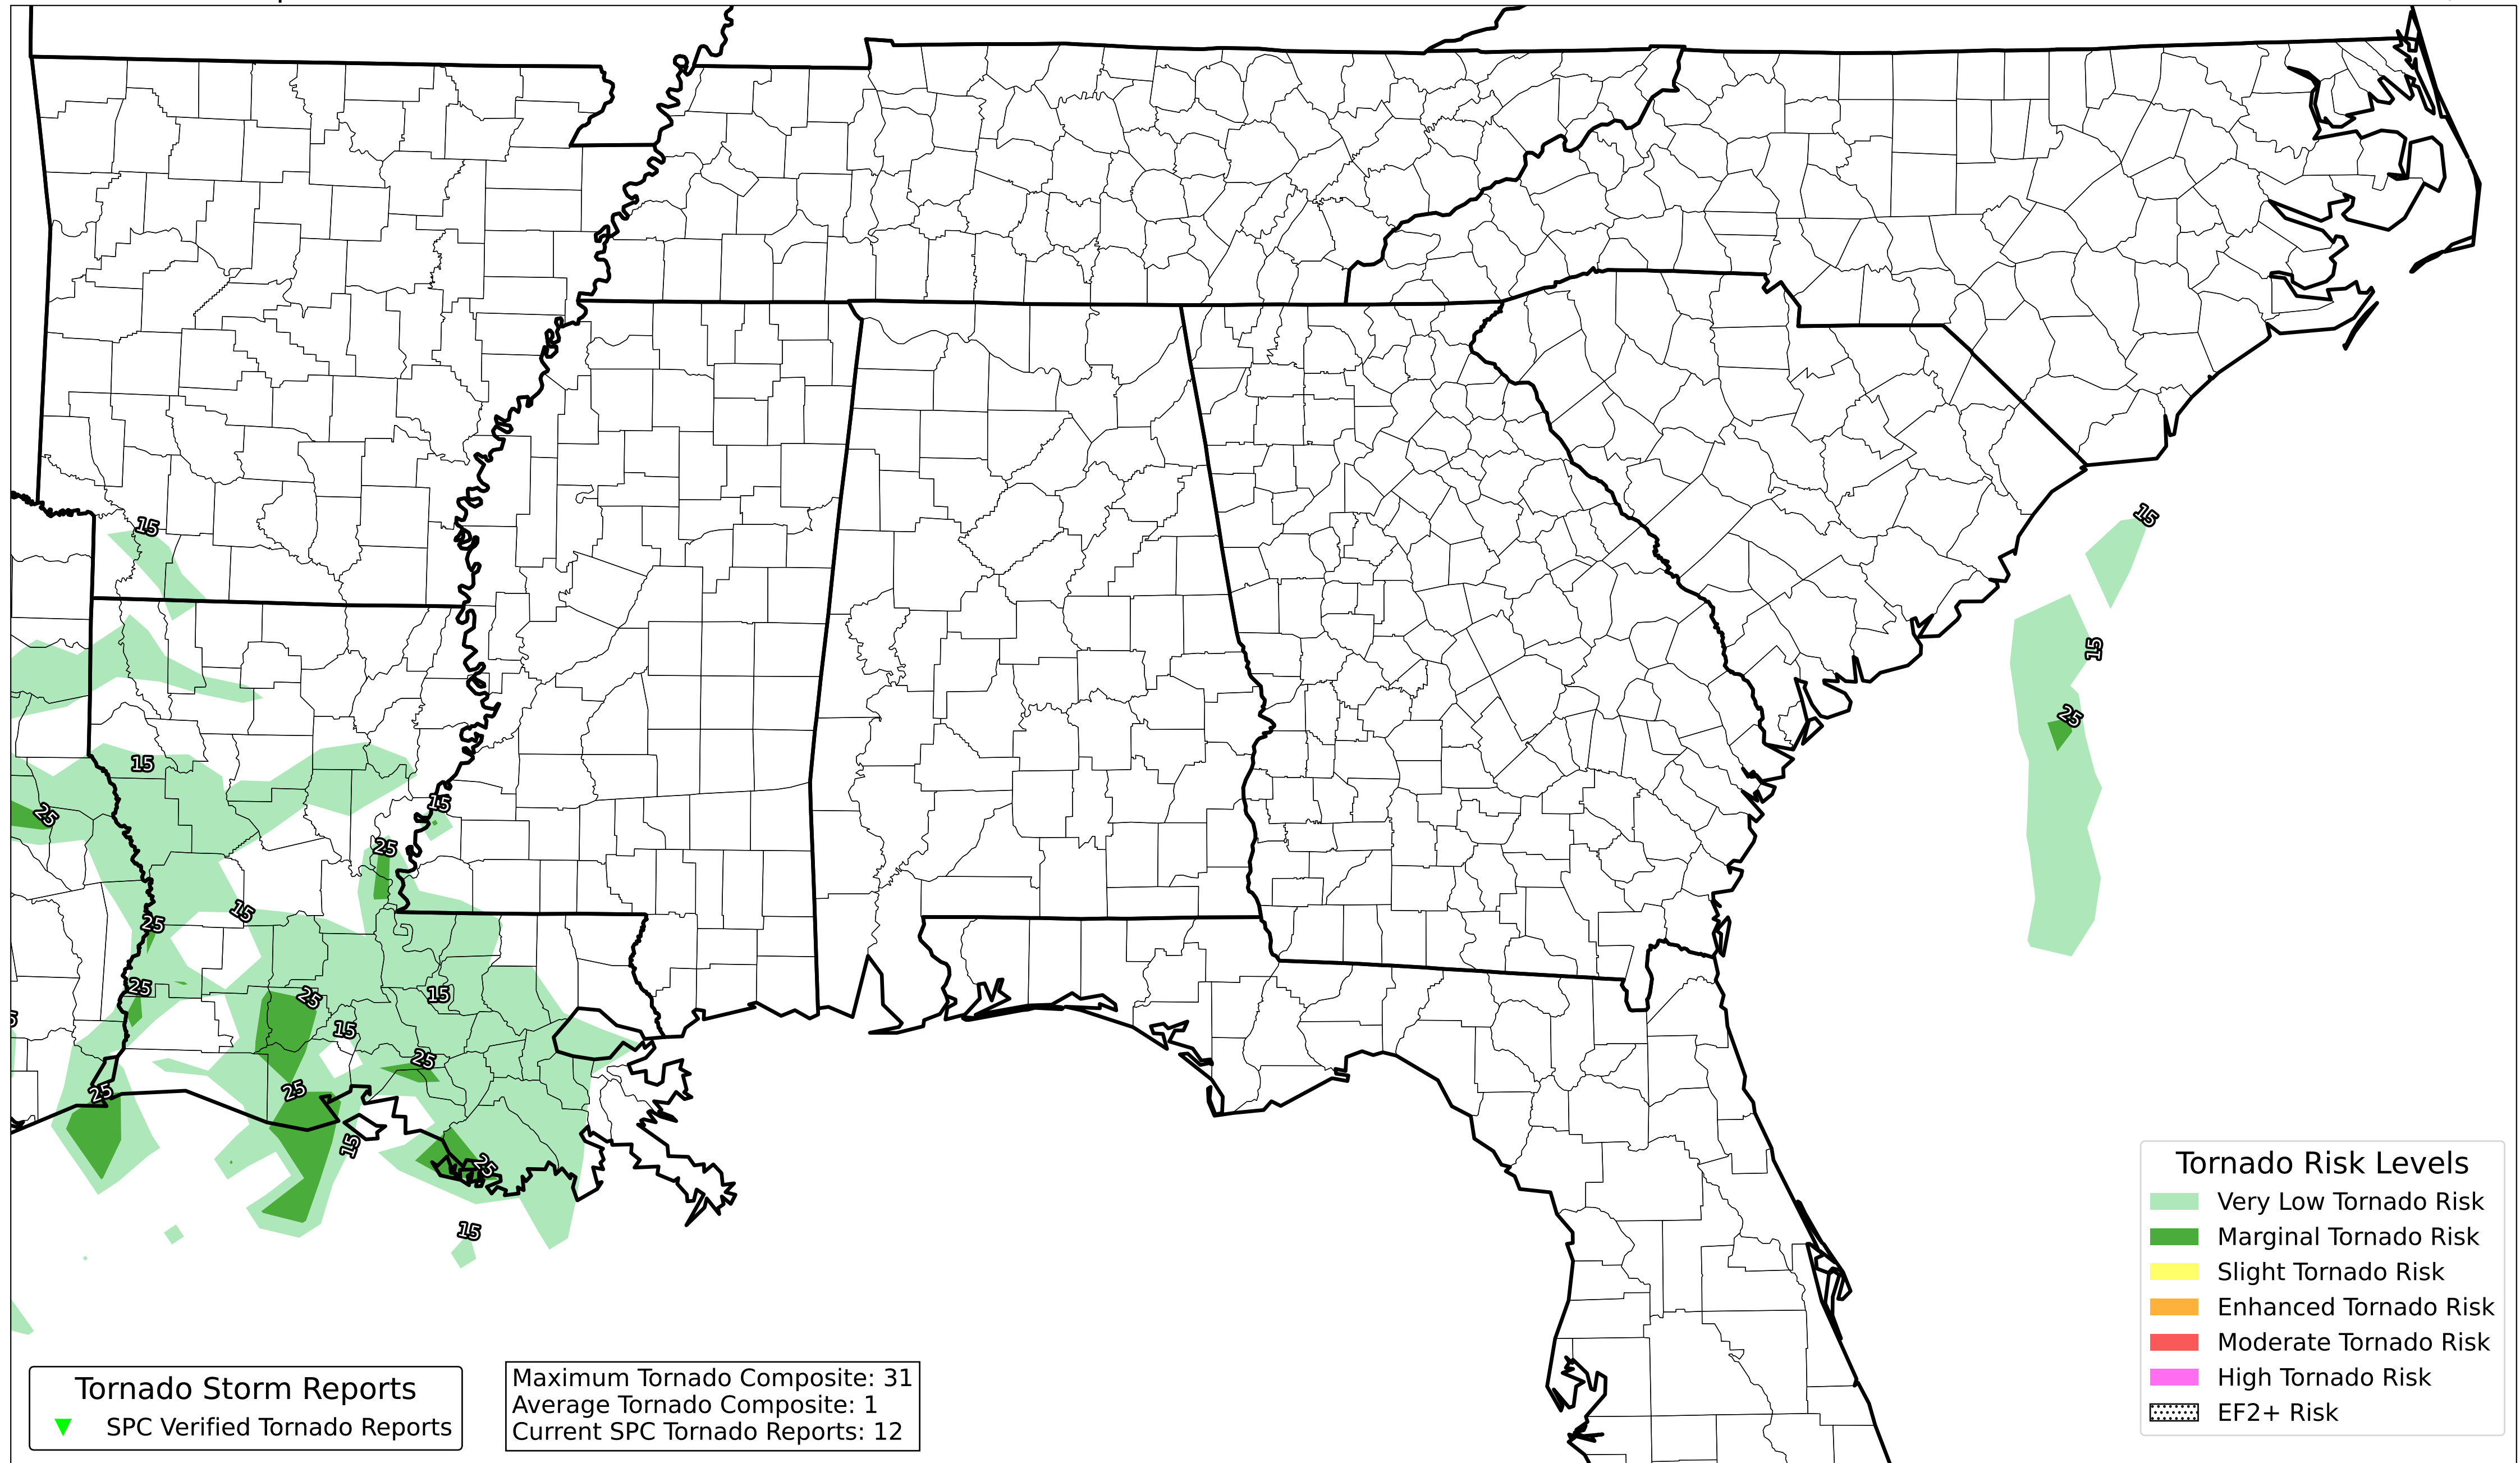 15
15
15
25
15
25
15
25
15
25
25
25
15
15
25
25
25
15
25
15
Tornado Risk Levels
Very Low Tornado Risk
Marginal Tornado Risk
Slight Tornado Risk
Enhanced Tornado Risk
Moderate Tornado Risk
High Tornado Risk
EF2+ Risk
Tornado Storm Reports
SPC Verified Tornado Reports
Maximum Tornado Composite: 31
Average Tornado Composite: 1
Current SPC Tornado Reports: 12